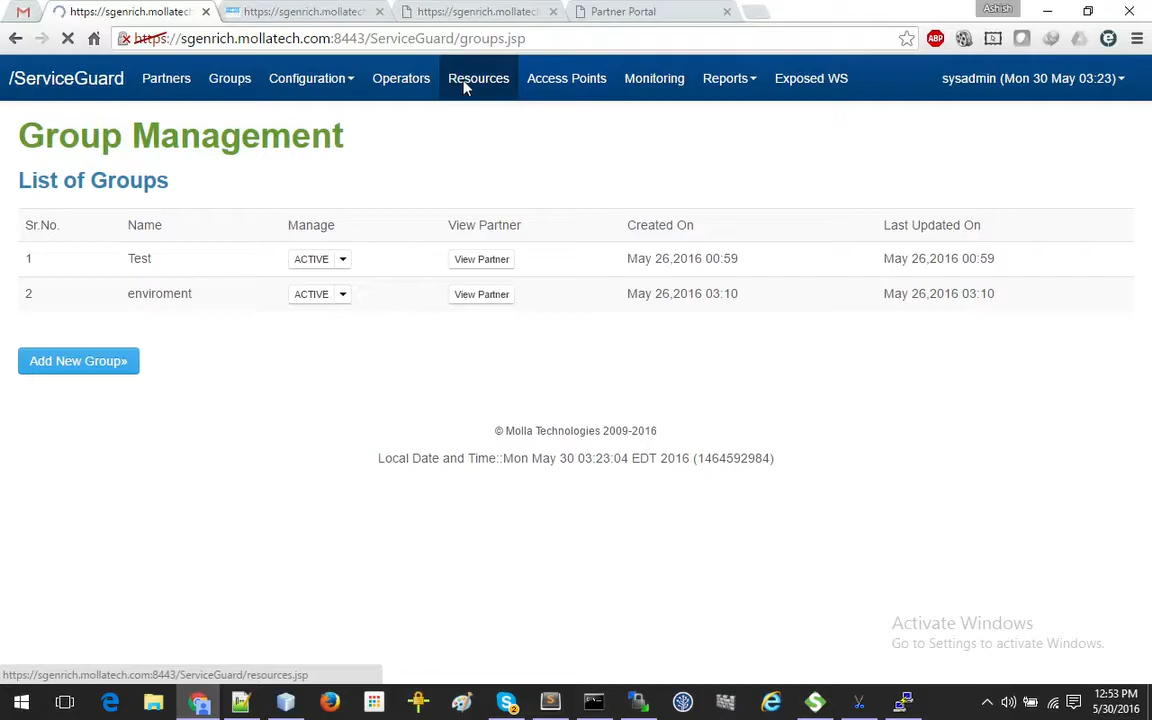 https://sgenrich.mollatech
https://sgenrich.mollatech
https://sgenrich.mollatech
Partner Portal
Ashish
https://sgenrich.mollatech.com:8443/ServiceGuard/groups.jsp
ABP
/ServiceGuard Partners Groups Configuration Operators Resources Access Points Monitoring Reports Exposed WS sysadmin (Mon 30 May 03:23)
Group Management
List of Groups
Sr.No. Name Manage View Partner Created On Last Updated On
1 Test ACTIVE View Partner May 26,2016 00:59 May 26,2016 00:59
2 enviroment ACTIVE View Partner May 26,2016 03:10 May 26,2016 03:10
Add New Group»
© Molla Technologies 2009-2016
Local Date and Time::Mon May 30 03:23:04 EDT 2016 (1464592984)
Activate Windows
Go to Settings to activate Windows.
https://sgenrich.mollatech.com:8443/ServiceGuard/resources.jsp
12:53 PM
5/30/2016